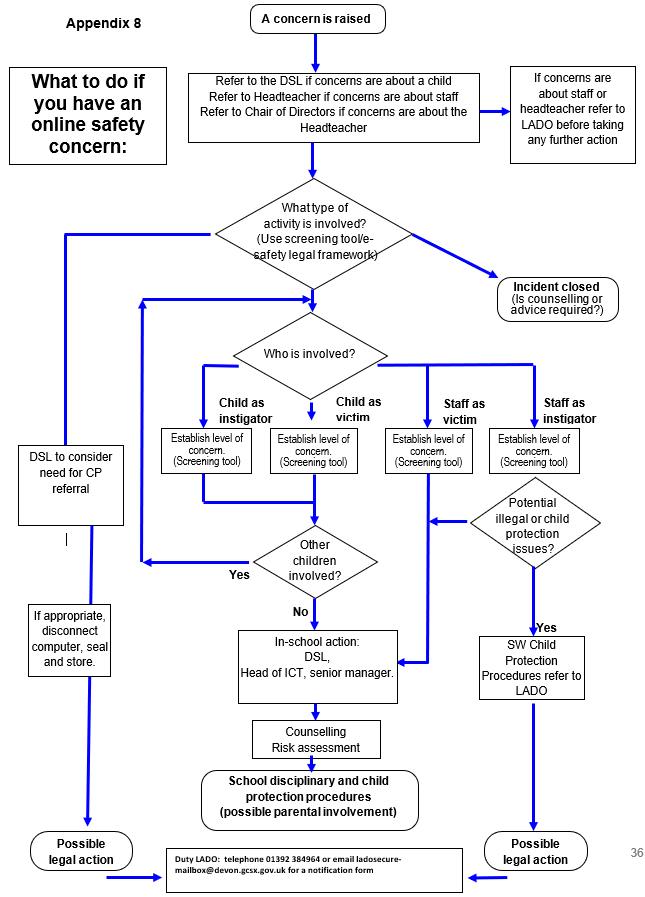 Appendix 8
A concern is raised
What to do if
you have an
online safety
concern:
Refer to the DSL if concerns are about a child
Refer to Headteacher if concerns are about staff
Refer to Chair of Directors if concerns are about the
Headteacher
If concerns are
about staff or
headteacher refer to
LADO before taking
any further action
What type of
activity is involved?
(Use screening tool/e-
safety legal framework)
Incident closed
(Is counselling or
advice required?)
Who is involved?
Child as
instigator
Child as
victim
Staff as
victim
Staff as
instigator
Establish level of
concern.
(Screening tool)
Establish level of
concern.
(Screening tool)
Establish level of
concern.
(Screening tool)
Establish level of
concern.
(Screening tool)
DSL to consider
need for CP
referral
Potential
illegal or child
protection
issues?
Other
children
involved?
Yes
No
Yes
If appropriate,
disconnect
computer, seal
and store.
In-school action:
DSL,
Head of ICT, senior manager.
SW Child
Protection
Procedures refer to
LADO
Counselling
Risk assessment
School disciplinary and child
protection procedures
(possible parental involvement)
Possible
legal action
Possible
legal action
Duty LADO: telephone 01392 384964 or email ladosecure-
mailbox@devon.gcsx.gov.uk for a notification form
36